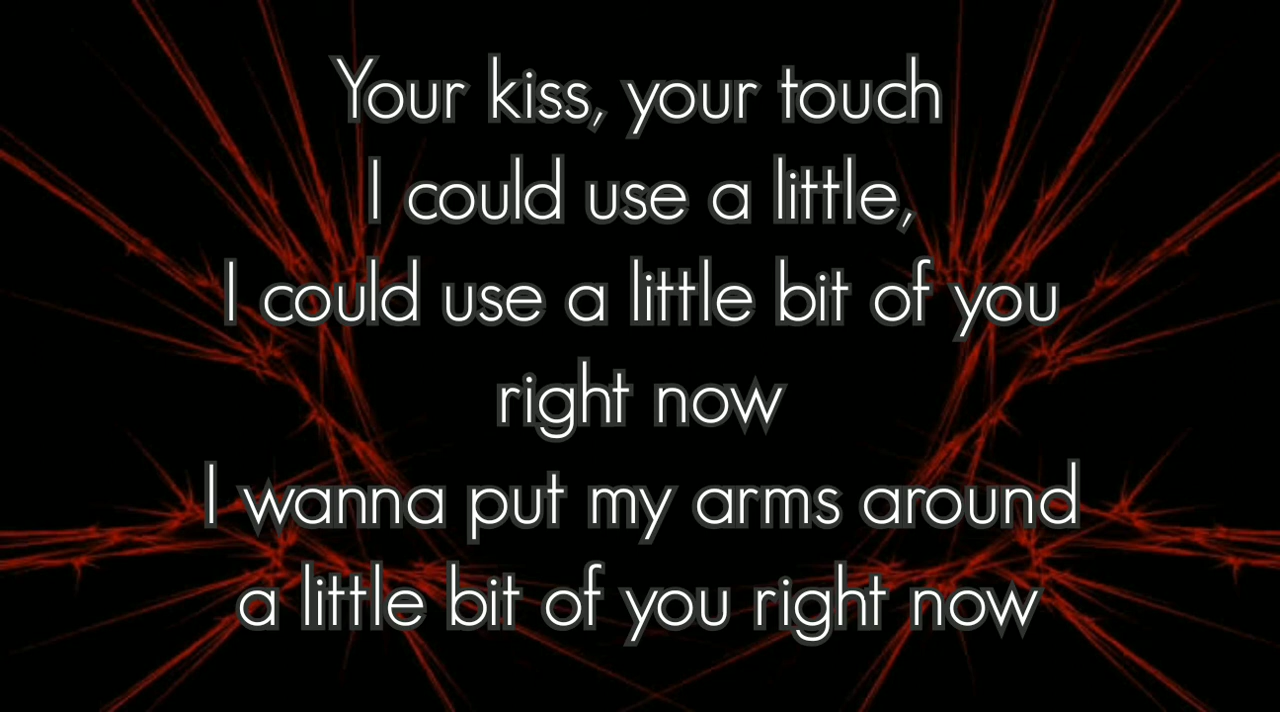 Your kiss, your touch
I could use a little,
I could use a little bit of you
right now
I wanna put my arms around
a little bit of you right now